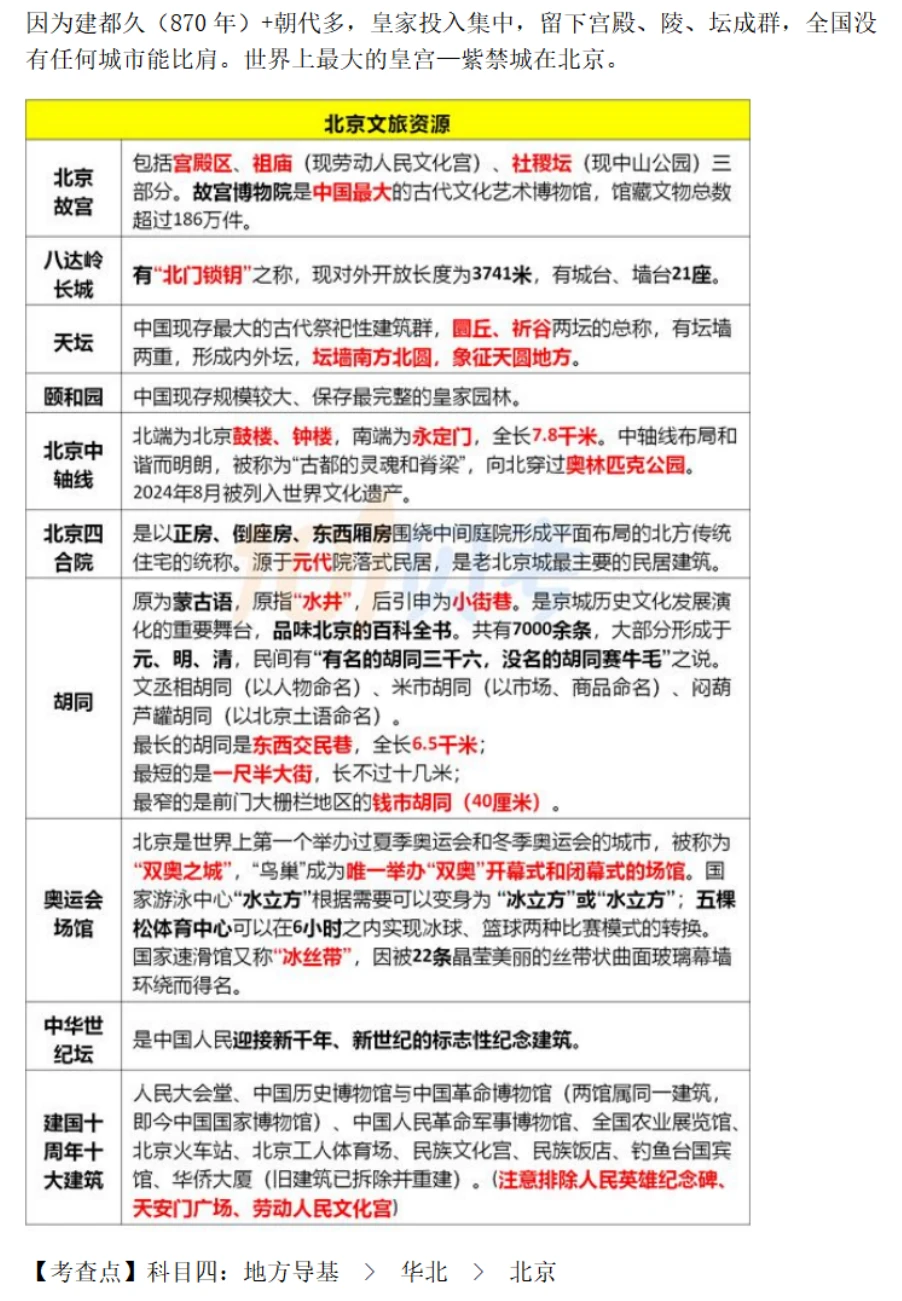 因为建都久（870 年）+朝代多，皇家投入集中，留下宫殿、陵、坛成群，全国没
有任何城市能比肩。世界上最大的皇宫—紫禁城在北京。
北京文旅资源
北京
故宫
包括宫殿区、祖庙（现劳动人民文化宫）、社稷坛（现中山公园）三
部分。故宫博物院是中国最大的古代文化艺术博物馆，馆藏文物总数
超过186万件。
八达岭
长城
有“北门锁钥”之称，现对外开放长度为3741米，有城台、墙台21座。
天坛
中国现存最大的古代祭祀性建筑群，圜丘、祈谷两坛的总称，有坛墙
两重，形成内外坛，坛墙南方北圆，象征天圆地方。
颐和园
中国现存规模较大、保存最完整的皇家园林。
北京中
轴线
北端为北京鼓楼、钟楼，南端为永定门，全长7.8千米。中轴线布局和
谐而明朗，被称为“古都的灵魂和脊梁”，向北穿过奥林匹克公园。
2024年8月被列入世界文化遗产。
北京四
合院
是以正房、倒座房、东西厢房围绕中间庭院形成平面布局的北方传统
住宅的统称。源于元代院落式民居，是老北京城最主要的民居建筑。
胡同
原为蒙古语，原指“水井”，后引申为小街巷。是京城历史文化发展演
化的重要舞台，品味北京的百科全书。共有7000余条，大部分形成于
元、明、清，民间有“有名的胡同三千六，没名的胡同赛牛毛”之说。
文丞相胡同（以人物命名）、米市胡同（以市场、商品命名）、闷葫
芦罐胡同（以北京土语命名）。
最长的胡同是东西交民巷，全长6.5千米；
最短的是一尺半大街，长不过十几米；
最窄的是前门大栅栏地区的钱市胡同（40厘米）。
奥运会
场馆
北京是世界上第一个举办过夏季奥运会和冬季奥运会的城市，被称为
“双奥之城”，“鸟巢”成为唯一举办“双奥”开幕式和闭幕式的场馆。国
家游泳中心“水立方”根据需要可以变身为 “冰立方”或“水立方”；五棵
松体育中心可以在6小时之内实现冰球、篮球两种比赛模式的转换。
国家速滑馆又称“冰丝带”，因被22条晶莹美丽的丝带状曲面玻璃幕墙
环绕而得名。
中华世
纪坛
是中国人民迎接新千年、新世纪的标志性纪念建筑。
建国十
周年十
大建筑
人民大会堂、中国历史博物馆与中国革命博物馆（两馆属同一建筑，
即今中国国家博物馆）、中国人民革命军事博物馆、全国农业展览馆、
北京火车站、北京工人体育场、民族文化宫、民族饭店、钓鱼台国宾
馆、华侨大厦（旧建筑已拆除并重建）。(注意排除人民英雄纪念碑、
天安门广场、劳动人民文化宫)
【考查点】科目四：地方导基 > 华北 > 北京